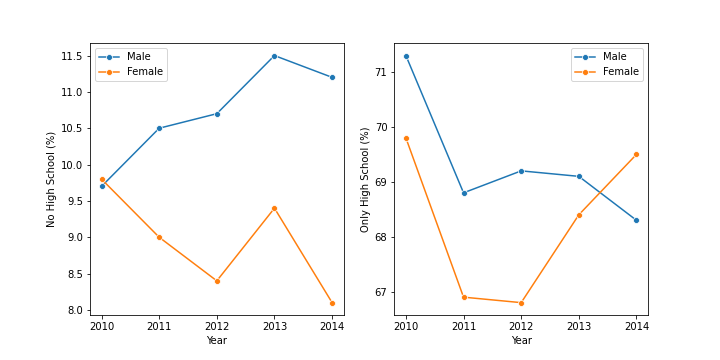 Male
Female
No High School (%)
11.5
11.0
10.5
10.0
9.5
9.0
8.5
8.0
2010 2011 2012 2013 2014
Year
Male
Female
Only High School (%)
71
70
69
68
67
2010 2011 2012 2013 2014
Year